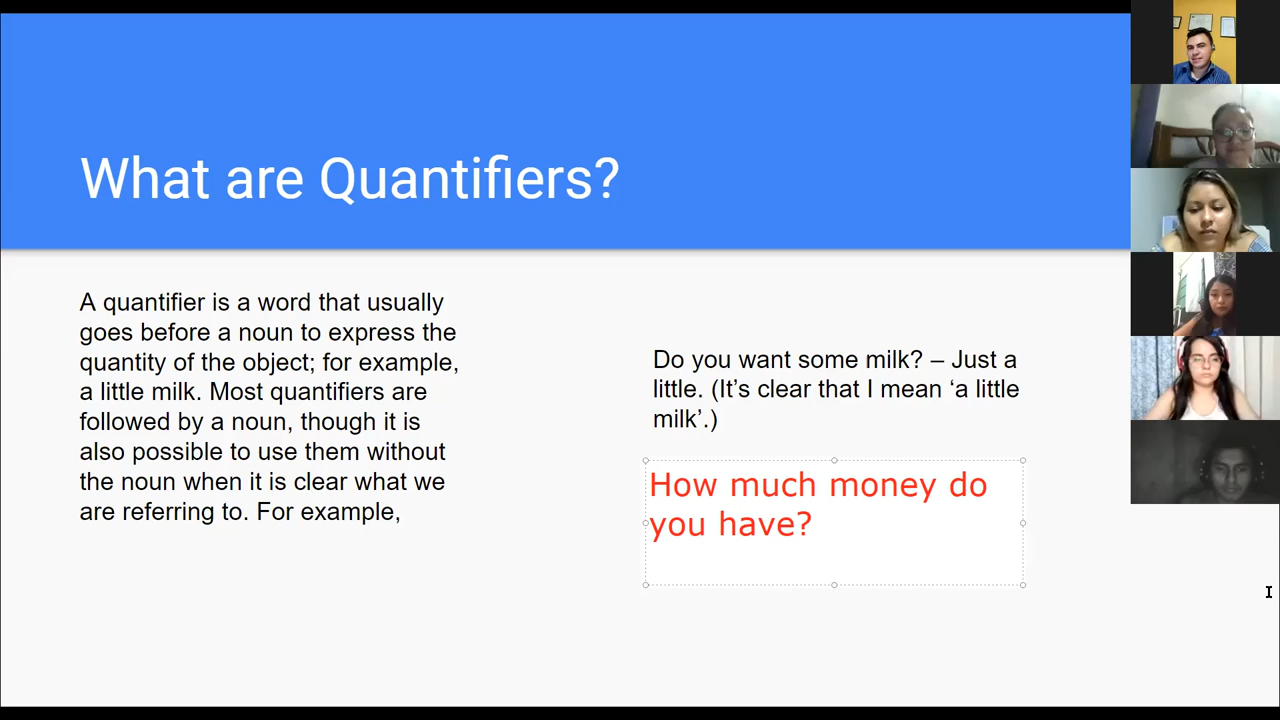 What are Quantifiers?
A quantifier is a word that usually
goes before a noun to express the
quantity of the object; for example,
a little milk. Most quantifiers are
followed by a noun, though it is
also possible to use them without
the noun when it is clear what we
are referring to. For example,
Do you want some milk? – Just a
little. (It’s clear that I mean ‘a little
milk’.)
How much money do
you have?